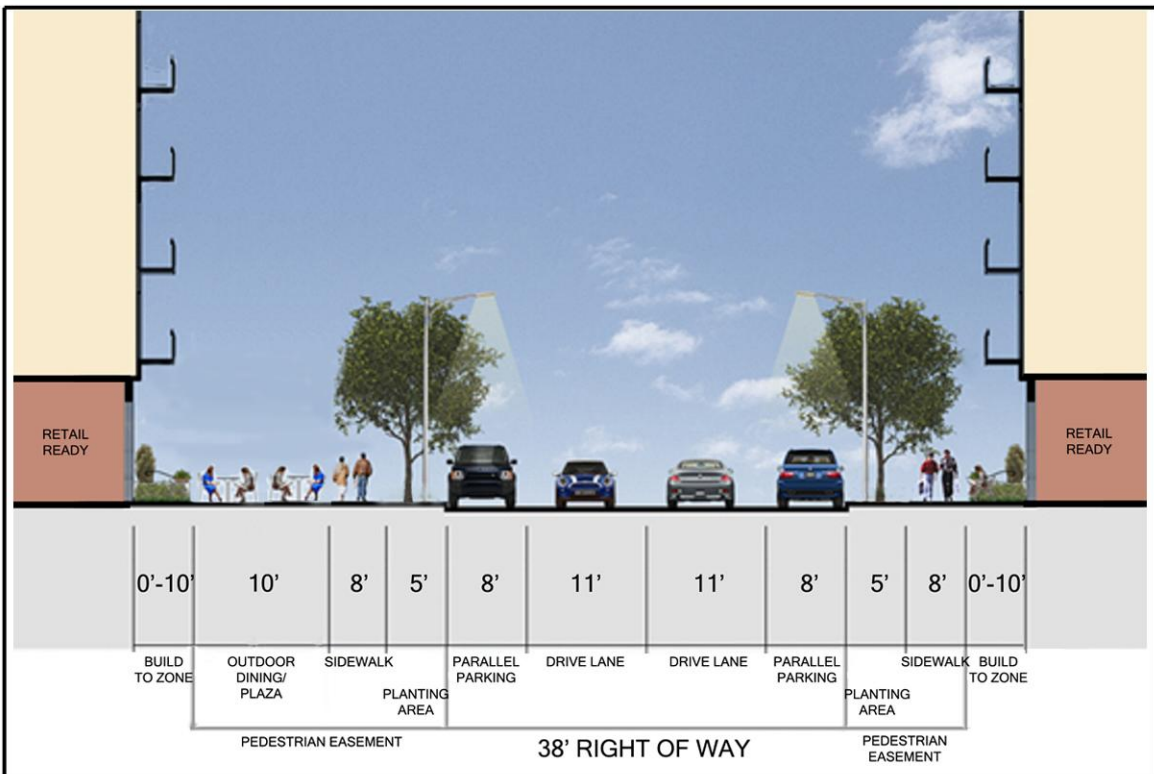 RETAIL
READY
RETAIL
READY
0'-10' 10' 8' 5' 8' 11' 11' 8' 5' 8' 0'-10'
BUILD
TO ZONE
OUTDOOR
DINING/
PLAZA
SIDEWALK
PLANTING
AREA
PARALLEL
PARKING
DRIVE LANE
DRIVE LANE
PARALLEL
PARKING
PLANTING
AREA
SIDEWALK
BUILD
TO ZONE
PEDESTRIAN EASEMENT
38' RIGHT OF WAY
PEDESTRIAN
EASEMENT